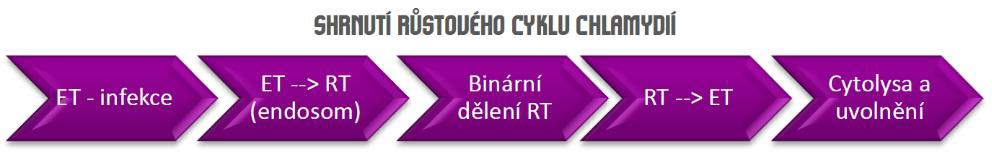 SHRNUTÍ RŮSTOVÉHO CYKLU CHLAMYDIÍ
ET - infekce
ET --> RT
(endosom)
Binární
dělení RT
RT --> ET
Cytolysa a
uvolnění